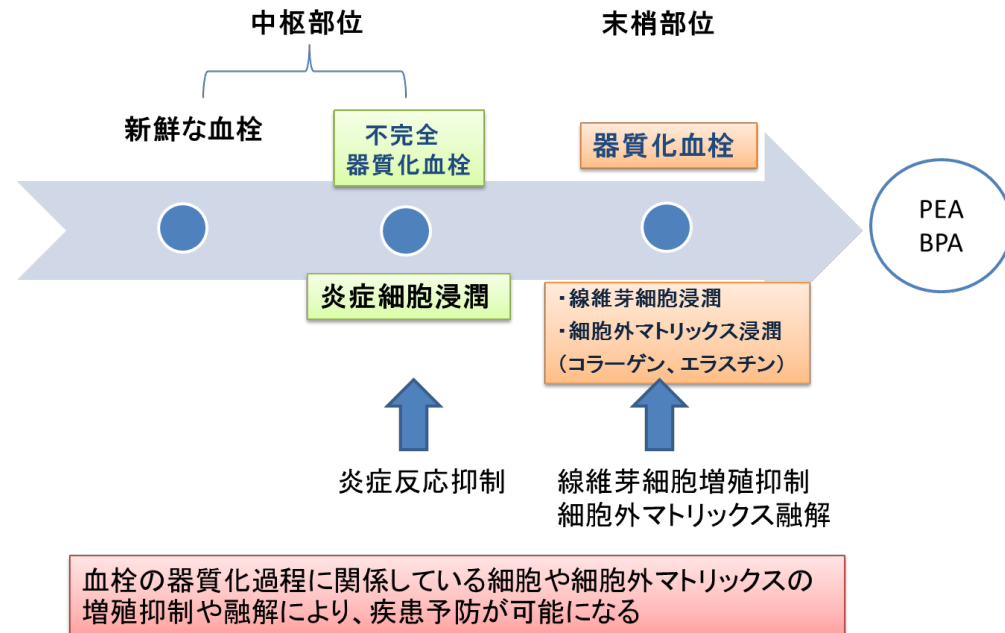 中枢部位
末梢部位
新鮮な血栓
不完全
器質化血栓
器質化血栓
PEA
BPA
炎症細胞浸潤
・線維芽細胞浸潤
・細胞外マトリックス浸潤
(コラーゲン、エラスチン)
炎症反応抑制
線維芽細胞増殖抑制
細胞外マトリックス融解
血栓の器質化過程に関係している細胞や細胞外マトリックスの
増殖抑制や融解により、疾患予防が可能になる